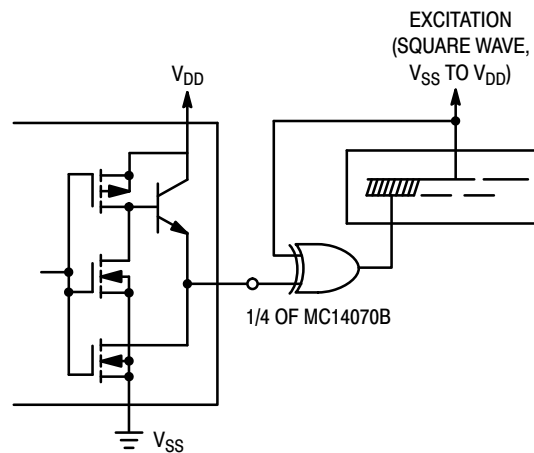 EXCITATION
(SQUARE WAVE,
VSS TO VDD)
VDD
1/4 OF MC14070B
VSS